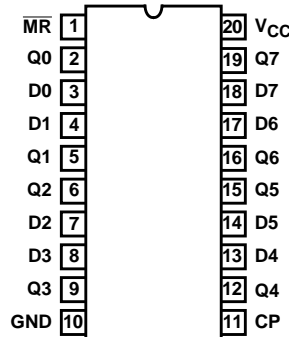 M̅R̅ 1 20 VCC
Q0 2 19 Q7
D0 3 18 D7
D1 4 17 D6
Q1 5 16 Q6
Q2 6 15 Q5
D2 7 14 D5
D3 8 13 D4
Q3 9 12 Q4
GND 10 11 CP